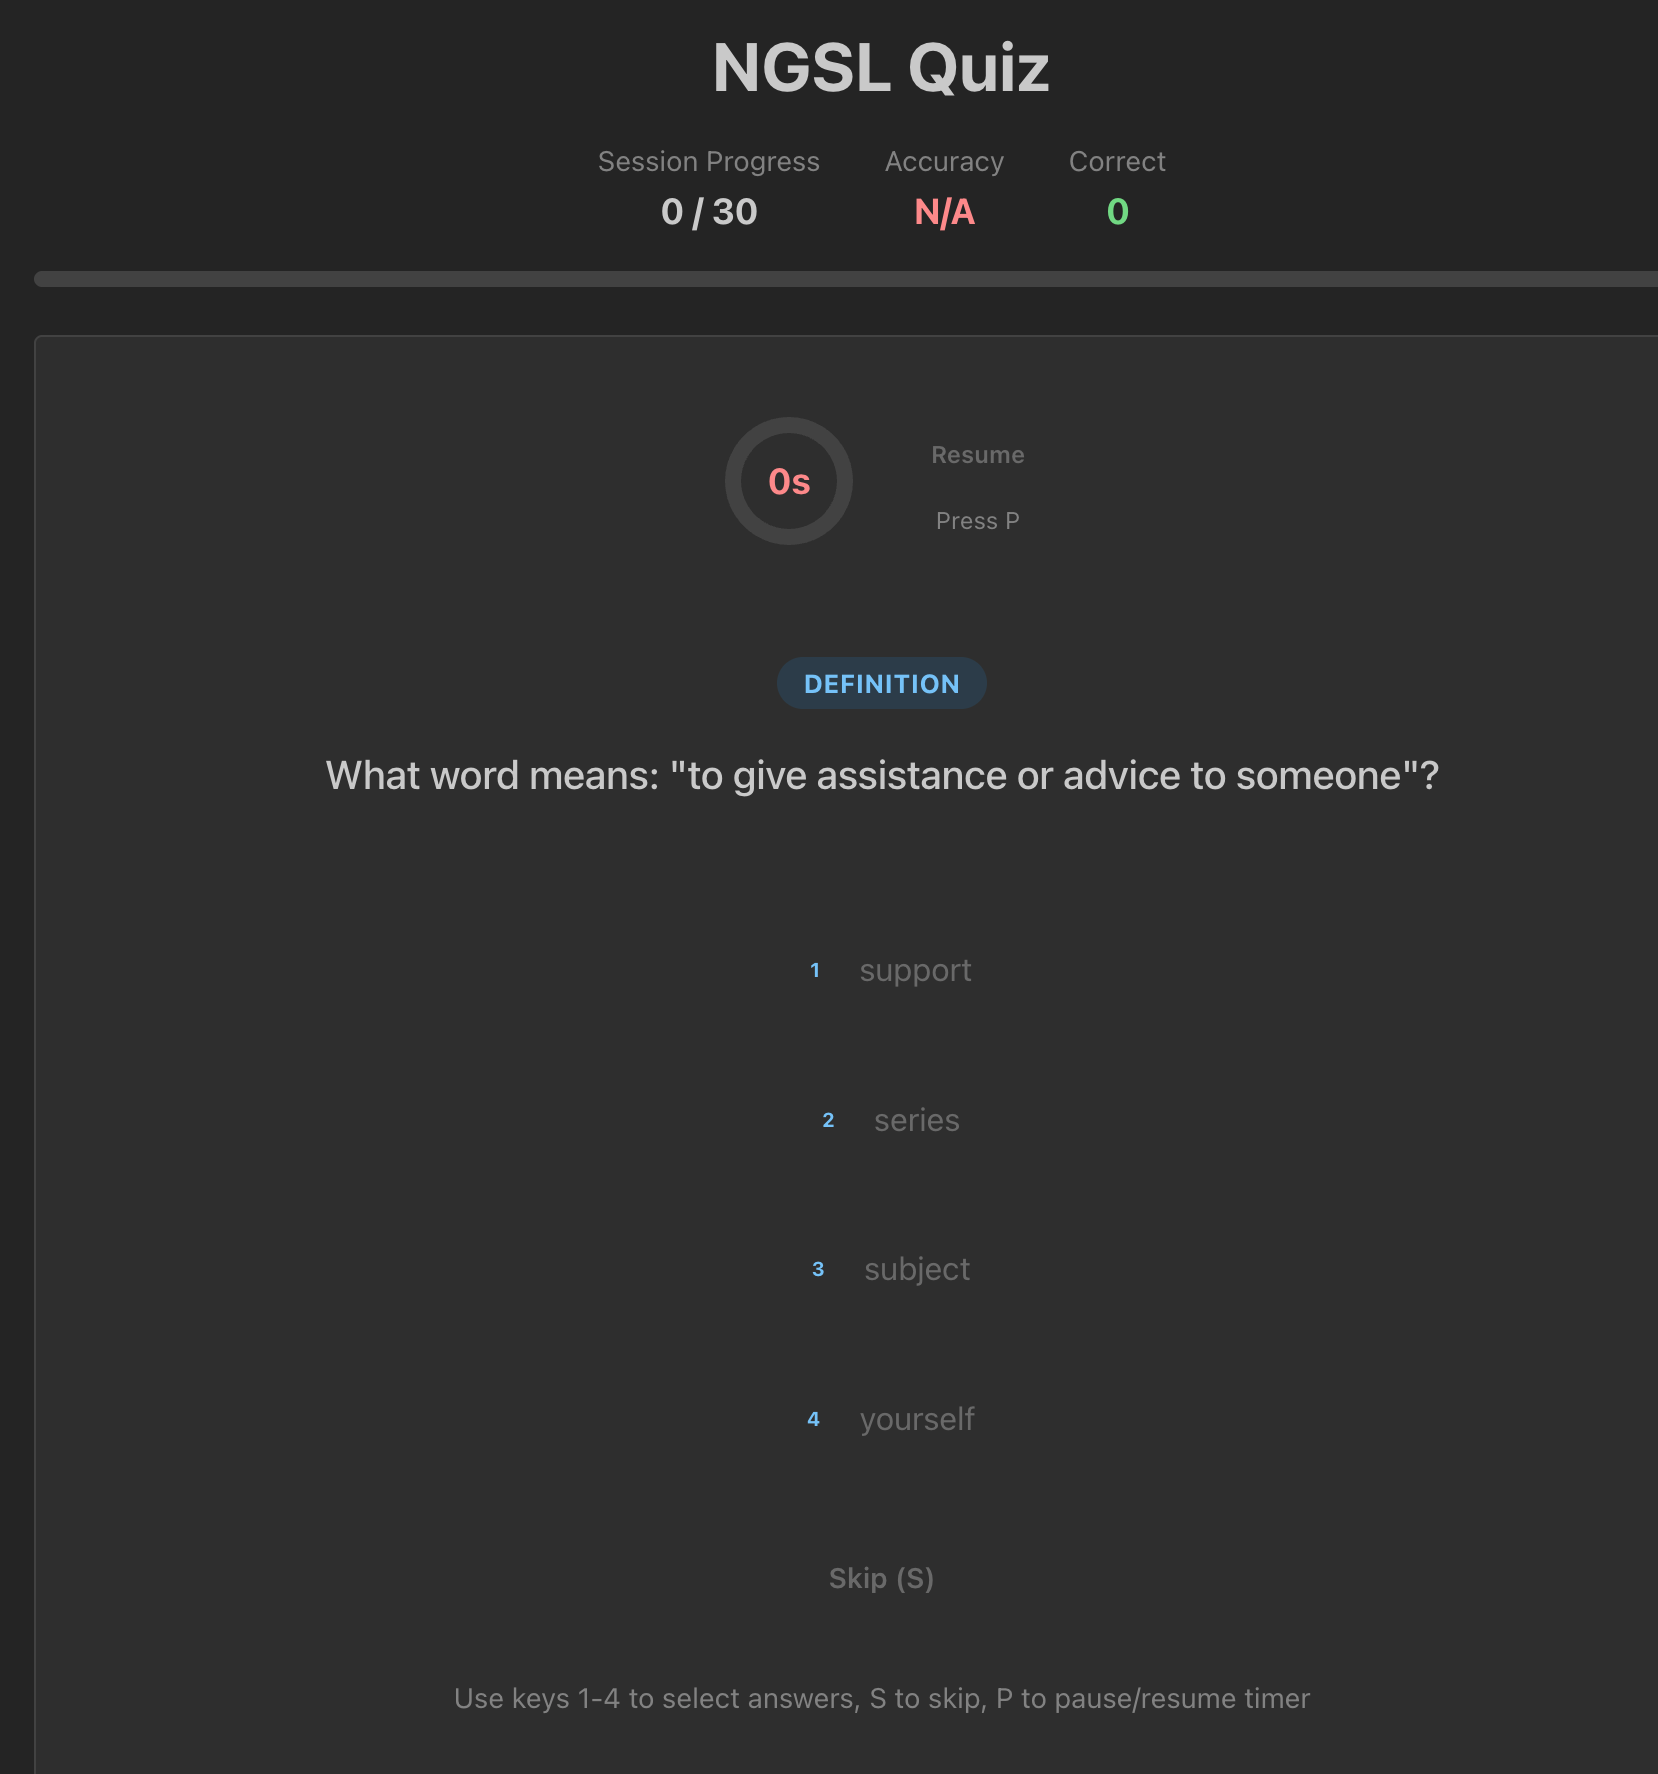 NGSL Quiz
Session Progress
0 / 30
Accuracy
N/A
Correct
0
0s
Resume
Press P
DEFINITION
What word means: "to give assistance or advice to someone"?
1 support
2 series
3 subject
4 yourself
Skip (S)
Use keys 1-4 to select answers, S to skip, P to pause/resume timer